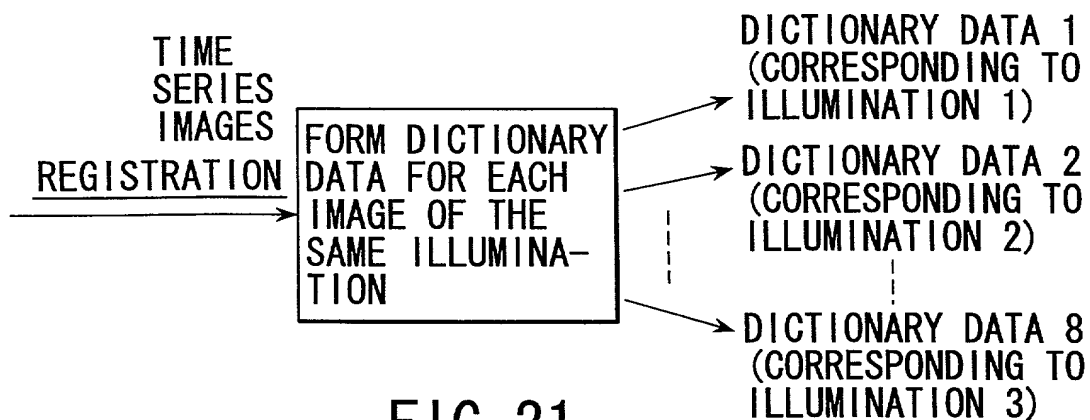 TIME
SERIES
IMAGES
REGISTRATION
FORM DICTIONARY
DATA FOR EACH
IMAGE OF THE
SAME ILLUMINA-
TION
DICTIONARY DATA 1
(CORRESPONDING TO
ILLUMINATION 1)
DICTIONARY DATA 2
(CORRESPONDING TO
ILLUMINATION 2)
DICTIONARY DATA 8
(CORRESPONDING TO
ILLUMINATION 3)
FIG. 21